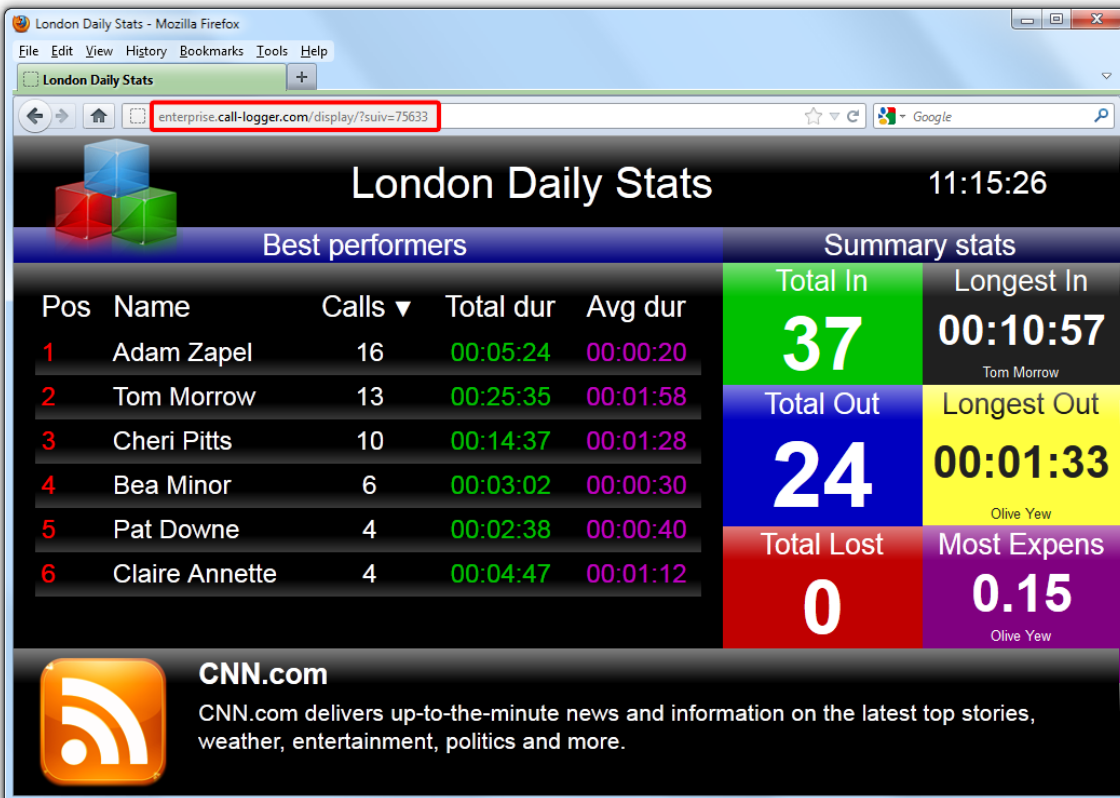 London Daily Stats - Mozilla Firefox
File Edit View History Bookmarks Tools Help
London Daily Stats +
enterprise.call-logger.com/display/?suiv=75633 Google
London Daily Stats 11:15:26
Best performers Summary stats
Pos Name Calls ▼ Total dur Avg dur
1 Adam Zapel 16 00:05:24 00:00:20
2 Tom Morrow 13 00:25:35 00:01:58
3 Cheri Pitts 10 00:14:37 00:01:28
4 Bea Minor 6 00:03:02 00:00:30
5 Pat Downe 4 00:02:38 00:00:40
6 Claire Annette 4 00:04:47 00:01:12
Total In
37
Longest In
00:10:57
Tom Morrow
Total Out
24
Longest Out
00:01:33
Olive Yew
Total Lost
0
Most Expens
0.15
Olive Yew
CNN.com
CNN.com delivers up-to-the-minute news and information on the latest top stories,
weather, entertainment, politics and more.